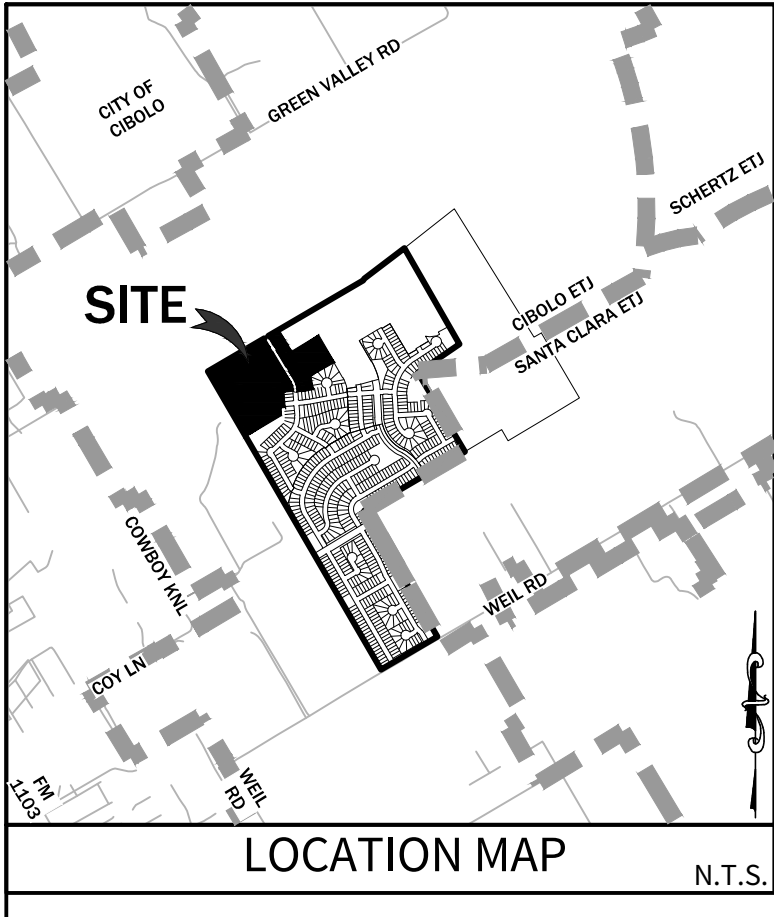 CITY OF
CIBOLO
GREEN VALLEY RD
SCHERTZ ETJ
SITE
CIBOLO ETJ
SANTA CLARA ETJ
COWBOY KNL
WEIL RD
COY LN
FM
1103
WEIL
RD
LOCATION MAP
N.T.S.